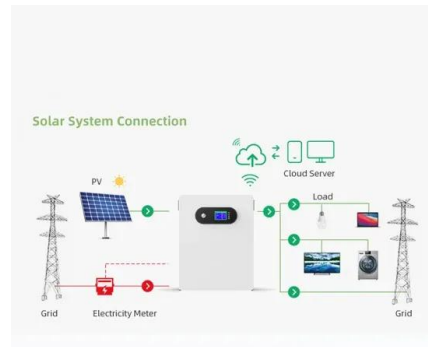 Solar System Connection
Cloud Server
PV
Load
Grid
Electricity Meter
Grid